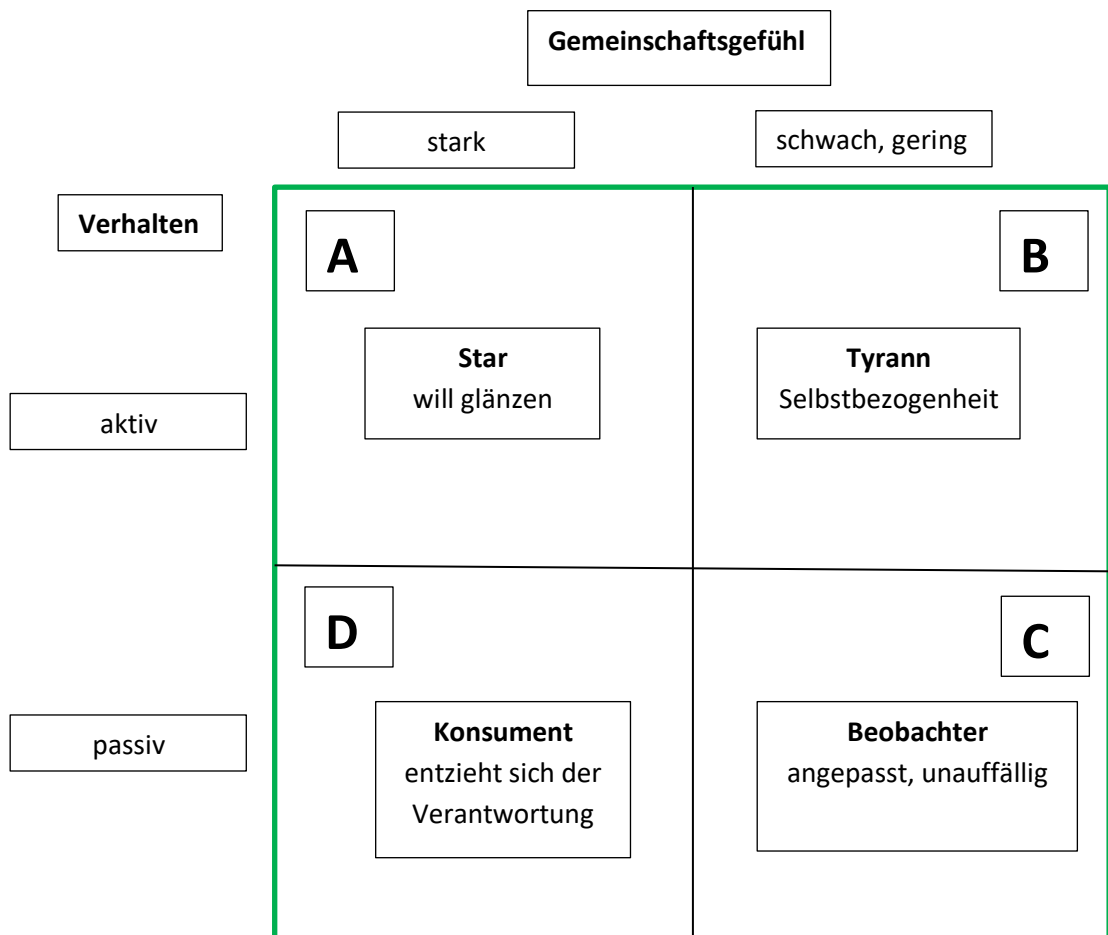 Gemeinschaftsgefühl
stark
schwach, gering
Verhalten
A
B
Star
will glänzen
Tyrann
Selbstbezogenheit
aktiv
D
C
Konsument
entzieht sich der
Verantwortung
Beobachter
angepasst, unauffällig
passiv